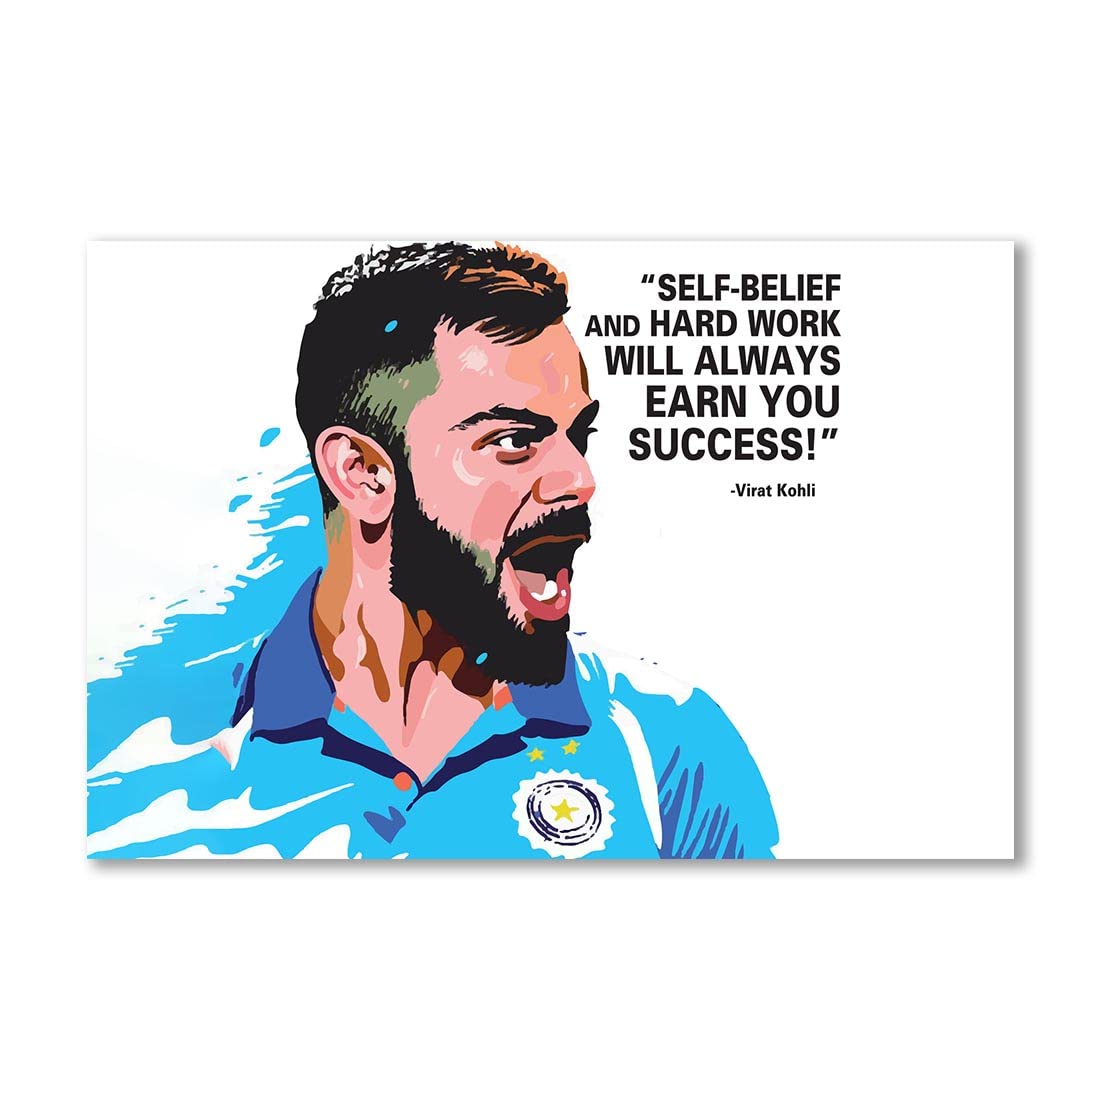 “SELF-BELIEF
AND HARD WORK
WILL ALWAYS
EARN YOU
SUCCESS!”
-Virat Kohli